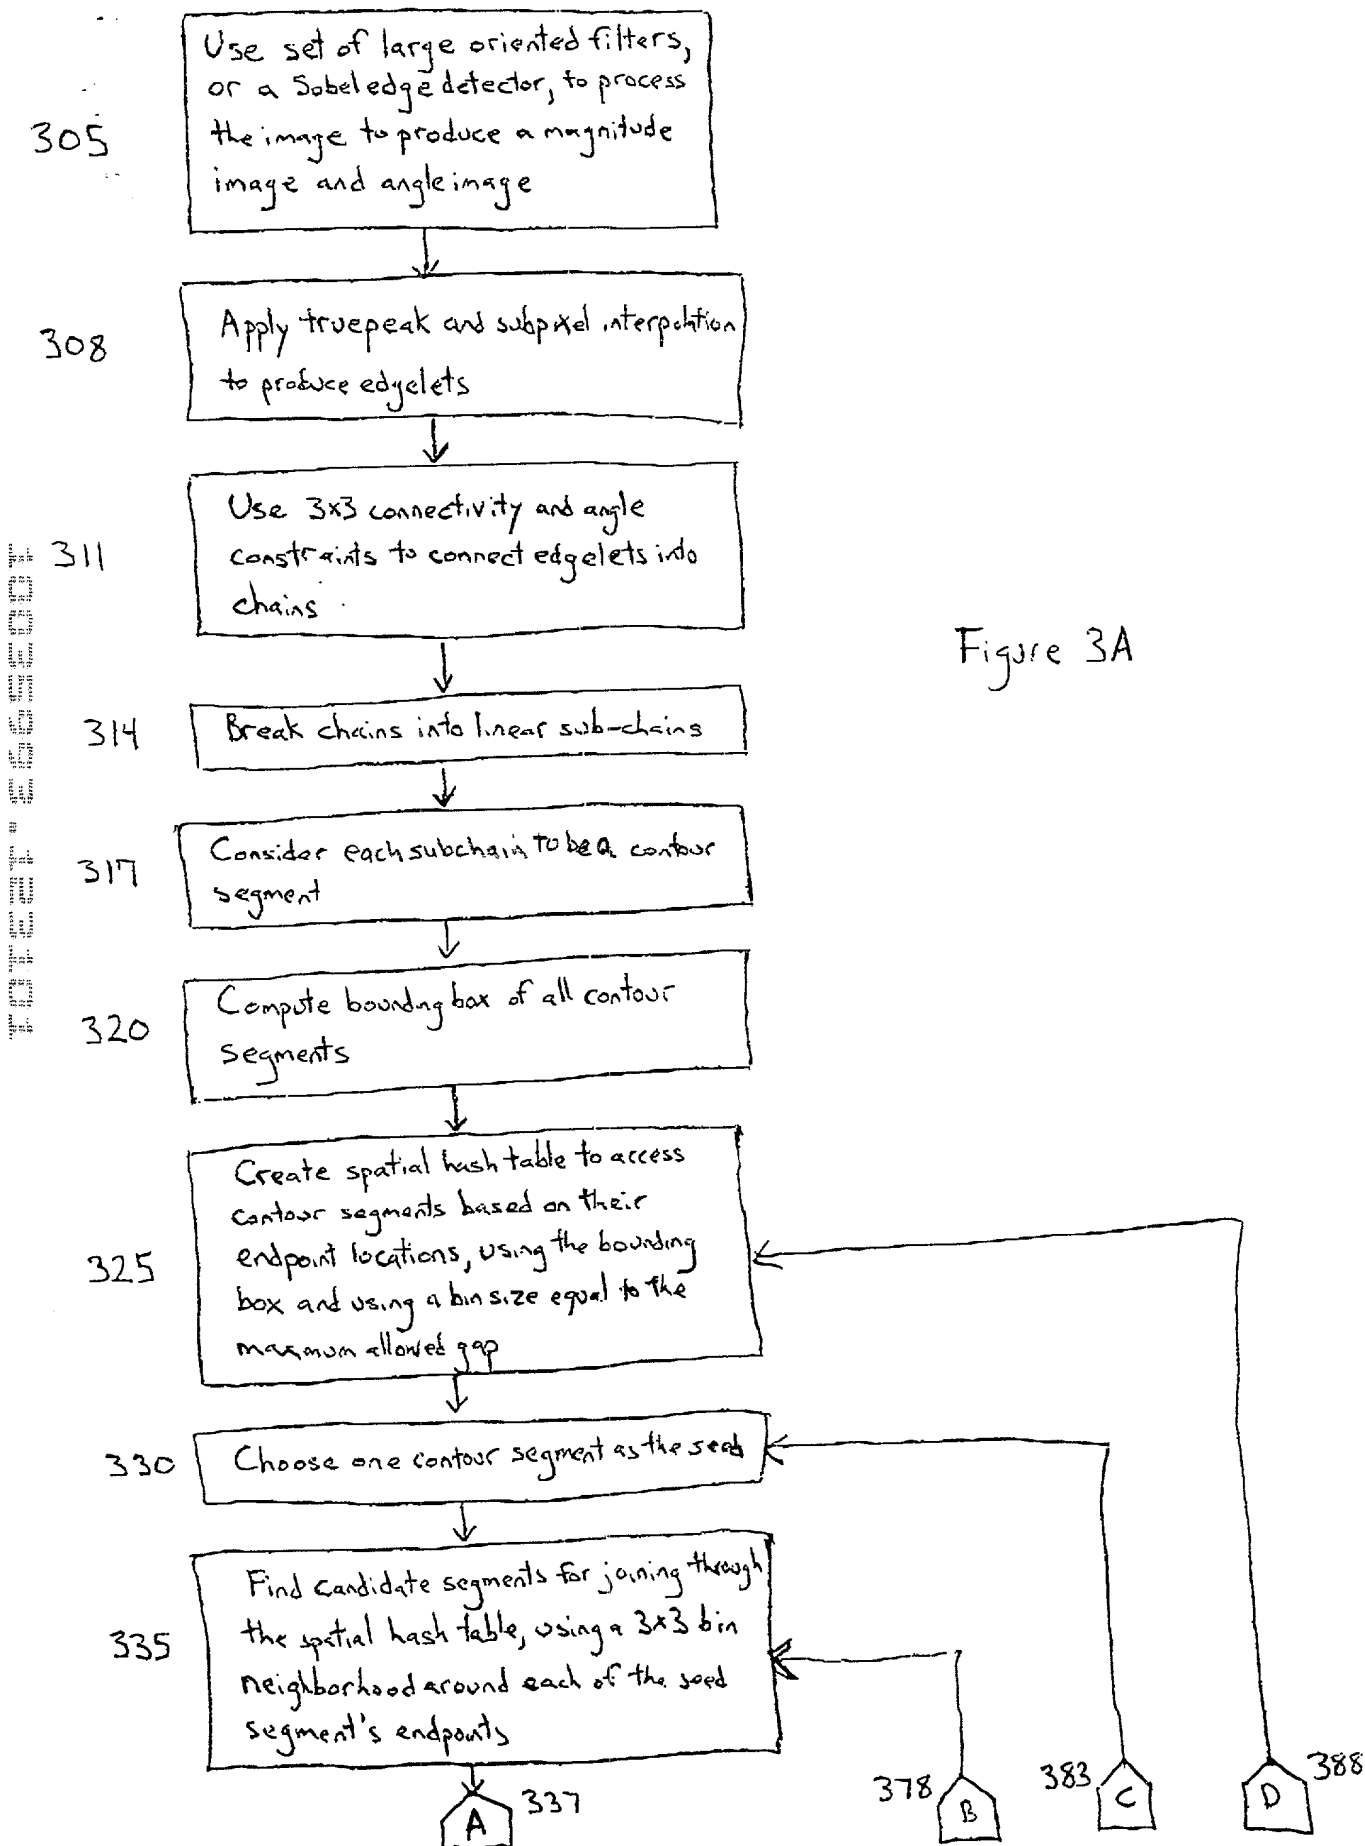 305
Use set of large oriented filters,
or a Sobel edge detector, to process
the image to produce a magnitude
image and angle image
308
Apply truepeak and subpixel interpolation
to produce edgelets
311
Use 3x3 connectivity and angle
constraints to connect edgelets into
chains
Figure 3A
314
Break chains into linear sub-chains
317
Consider each subchain to be a contour
segment
320
Compute bounding box of all contour
segments
325
Create spatial hash table to access
contour segments based on their
endpoint locations, using the bounding
box and using a bin size equal to the
maximum allowed gap
330
Choose one contour segment as the seed
335
Find candidate segments for joining through
the spatial hash table, using a 3x3 bin
neighborhood around each of the seed
segment's endpoints
A 337
378 B
383 C
D 388